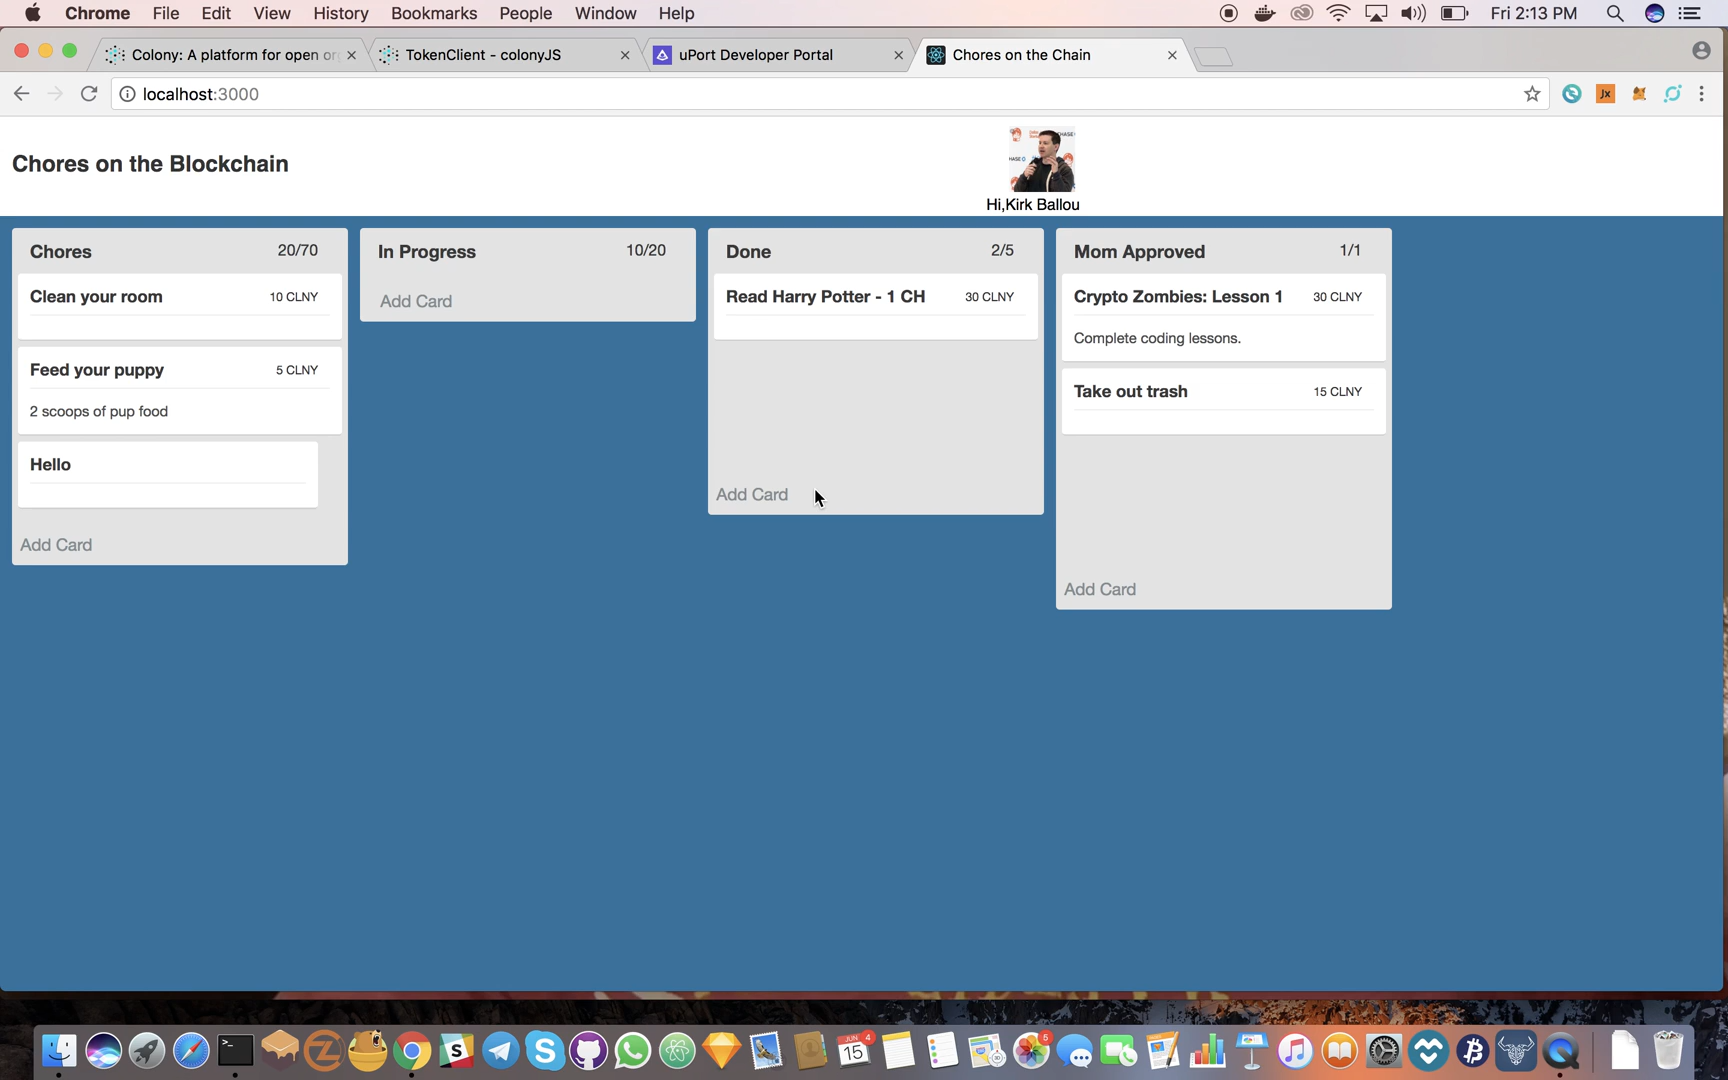 Chrome File Edit View History Bookmarks People Window Help Fri 2:13 PM
Colony: A platform for open or TokenClient - colonyJS uPort Developer Portal Chores on the Chain
localhost:3000 Jx
Chores on the Blockchain
Hi,Kirk Ballou
Chores 20/70
Clean your room 10 CLNY
Feed your puppy 5 CLNY
2 scoops of pup food
Hello
Add Card
In Progress 10/20
Add Card
Done 2/5
Read Harry Potter - 1 CH 30 CLNY
Add Card
Mom Approved 1/1
Crypto Zombies: Lesson 1 30 CLNY
Complete coding lessons.
Take out trash 15 CLNY
Add Card
JUN 15 4 5